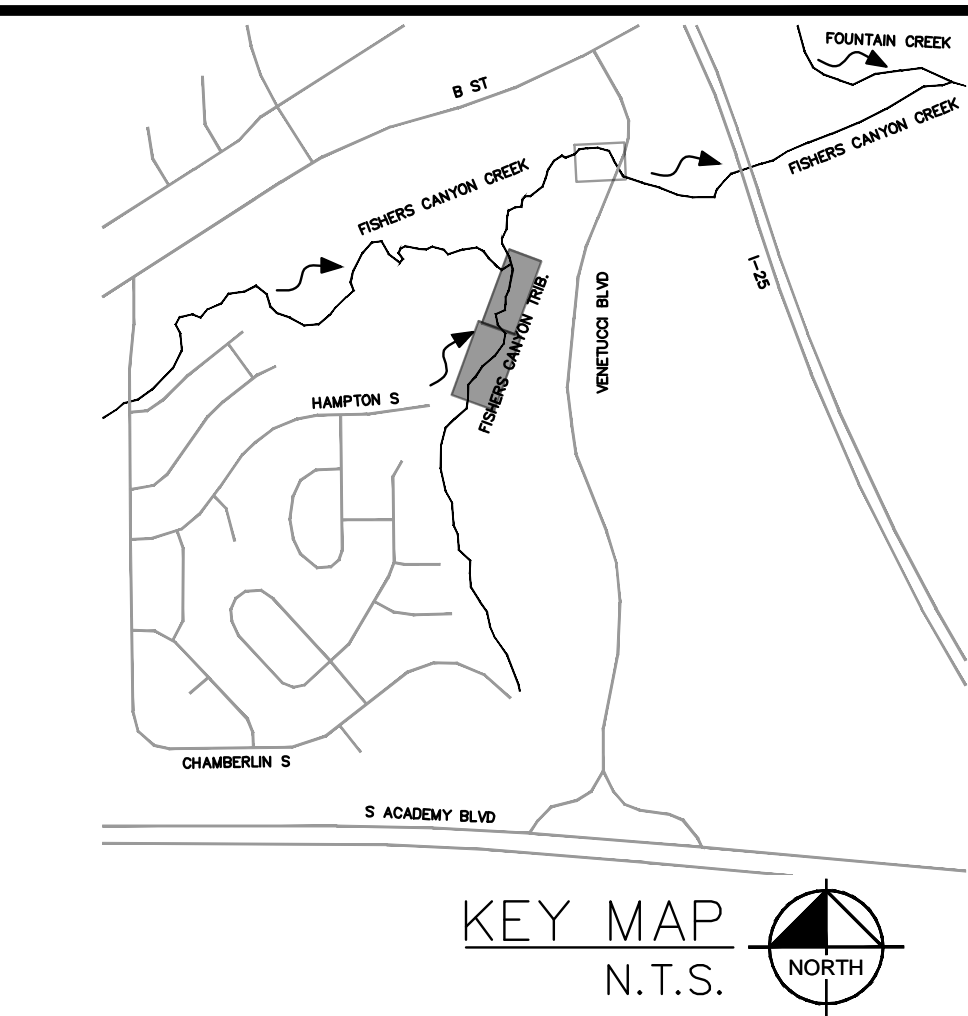 FOUNTAIN CREEK
B ST
FISHERS CANYON CREEK
FISHERS CANYON CREEK
I-25
VENETUCCI BLVD
FISHERS CANYON TRIB.
HAMPTON S
CHAMBERLIN S
S ACADEMY BLVD
KEY MAP
N.T.S.
NORTH